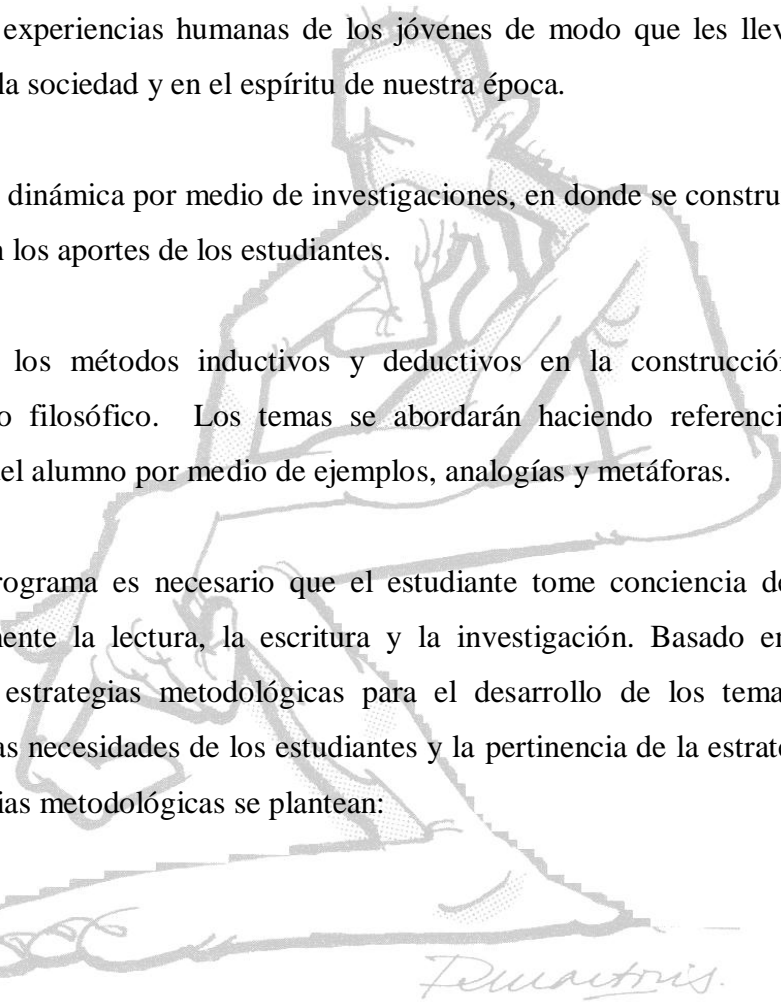 experiencias humanas de los jóvenes de modo que les llev
la sociedad y en el espíritu de nuestra época.
dinámica por medio de investigaciones, en donde se constru
los aportes de los estudiantes.
los métodos inductivos y deductivos en la construcción
o filosófico. Los temas se abordarán haciendo referenci
el alumno por medio de ejemplos, analogías y metáforas.
rograma es necesario que el estudiante tome conciencia de
mente la lectura, la escritura y la investigación. Basado en
estrategias metodológicas para el desarrollo de los tema
as necesidades de los estudiantes y la pertinencia de la estrate
ias metodológicas se plantean: